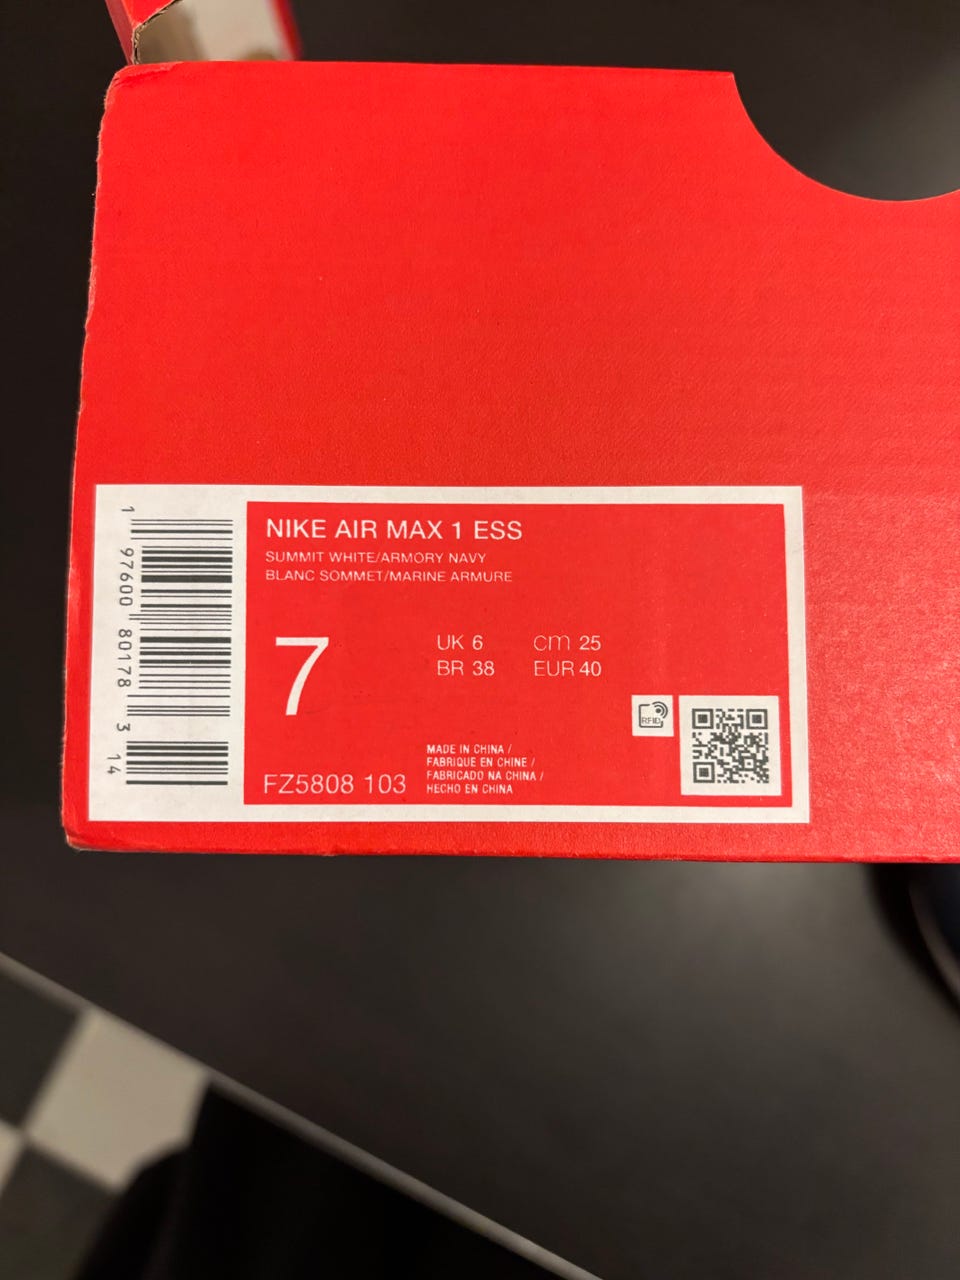 NIKE AIR MAX 1 ESS
SUMMIT WHITE/ARMORY NAVY
BLANC SOMMET/MARINE ARMURE
7
UK 6
cm 25
BR 38
EUR 40
RFID
MADE IN CHINA /
FABRIQUE EN CHINE /
FABRICADO NA CHINA /
HECHO EN CHINA
FZ5808 103
1 97600 80178 3 14